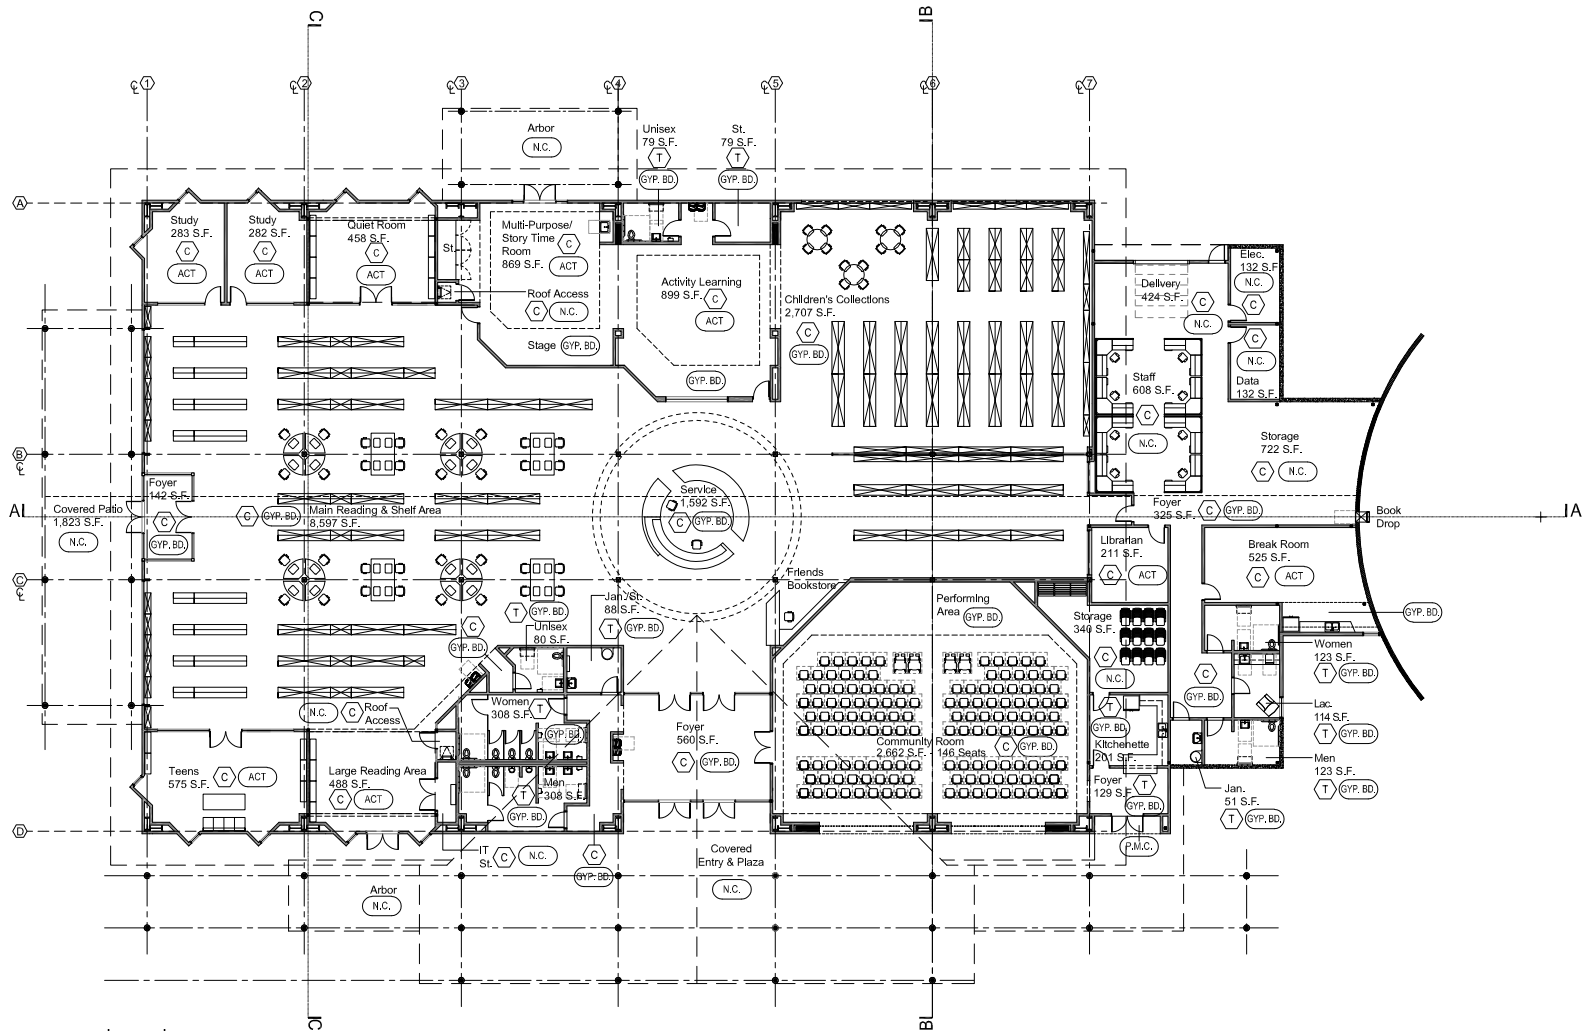 C
B
℄ 1
℄ 2
℄ 3
℄ 4
℄ 5
℄ 6
℄ 7
Arbor
N.C.
Unisex
79 S.F.
T
GYP. BD.
St.
79 S.F.
T
GYP. BD.
A
Study
283 S.F.
C
ACT
Study
282 S.F.
C
ACT
Quiet Room
458 S.F.
C
ACT
St.
Multi-Purpose/
Story Time
Room
869 S.F.
C
ACT
Roof Access
C
N.C.
Stage
GYP. BD.
Activity Learning
899 S.F.
C
ACT
GYP. BD.
Children's Collections
2,707 S.F.
C
GYP. BD.
Delivery
424 S.F.
C
N.C.
Elec.
132 S.F.
N.C.
C
C
N.C.
Data
132 S.F.
Staff
608 S.F.
C
N.C.
Storage
722 S.F.
C
N.C.
B
℄
Foyer
142 S.F.
C
GYP. BD.
A
Covered Patio
1,823 S.F.
N.C.
C
GYP. BD.
Main Reading & Shelf Area
8,597 S.F.
Service
1,592 S.F.
C
GYP. BD.
Foyer
325 S.F.
C
GYP. BD.
Book
Drop
A
Librarian
211 S.F.
C
ACT
Break Room
525 S.F.
C
ACT
GYP. BD.
C
℄
Friends
Bookstore
Performing
Area
GYP. BD.
Jan./St.
88 S.F.
T
GYP. BD.
T
GYP. BD.
Unisex
80 S.F.
C
GYP. BD.
Storage
340 S.F.
C
N.C.
C
GYP. BD.
Women
123 S.F.
T
GYP. BD.
Lac.
114 S.F.
T
GYP. BD.
Men
123 S.F.
T
GYP. BD.
N.C.
C
Roof
Access
Women
308 S.F.
T
GYP. BD.
Men
308 S.F.
T
GYP. BD.
Foyer
560 S.F.
C
GYP. BD.
Community Room
2,662 S.F. - 146 Seats
C
GYP. BD.
T
GYP. BD.
Kitchenette
201 S.F.
Foyer
129 S.F.
T
GYP. BD.
P.M.C.
Jan.
51 S.F.
T
GYP. BD.
Teens
575 S.F.
C
ACT
Large Reading Area
488 S.F.
C
ACT
D
IT
St.
C
N.C.
C
GYP. BD.
Covered
Entry & Plaza
N.C.
Arbor
N.C.
C
B